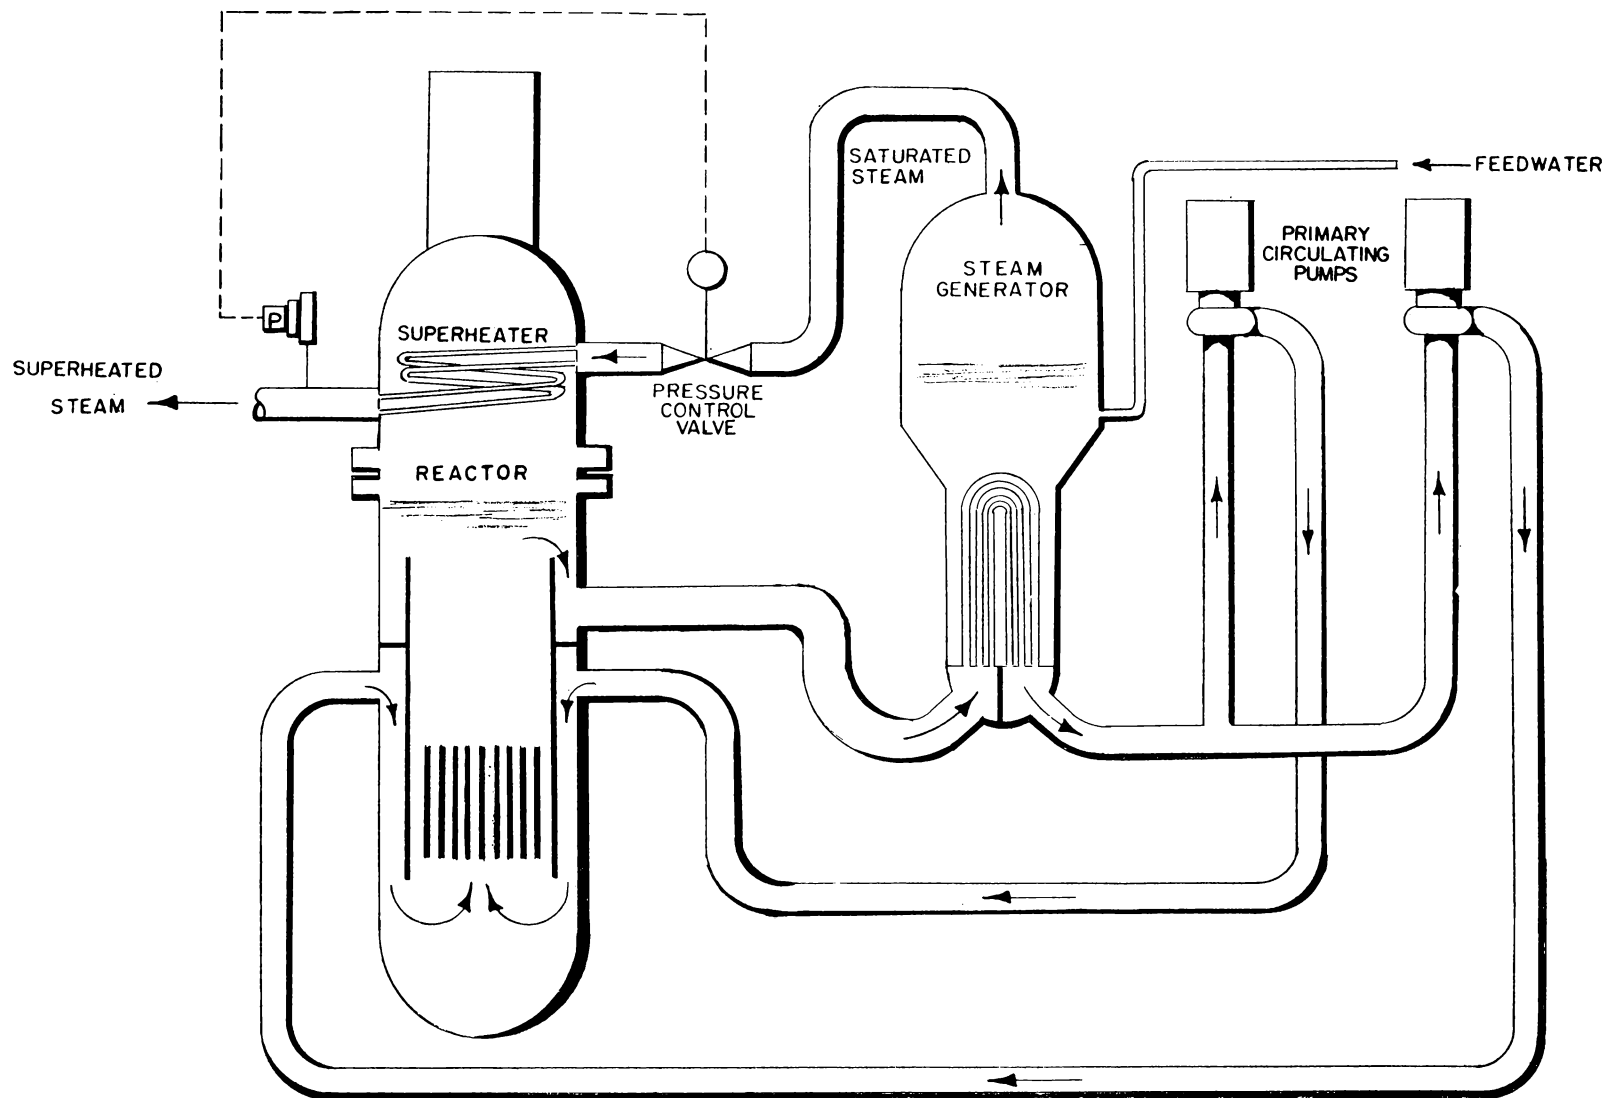 SATURATED
STEAM
FEEDWATER
PRIMARY
CIRCULATING
PUMPS
STEAM
GENERATOR
P
SUPERHEATER
SUPERHEATED
STEAM
PRESSURE
CONTROL
VALVE
REACTOR